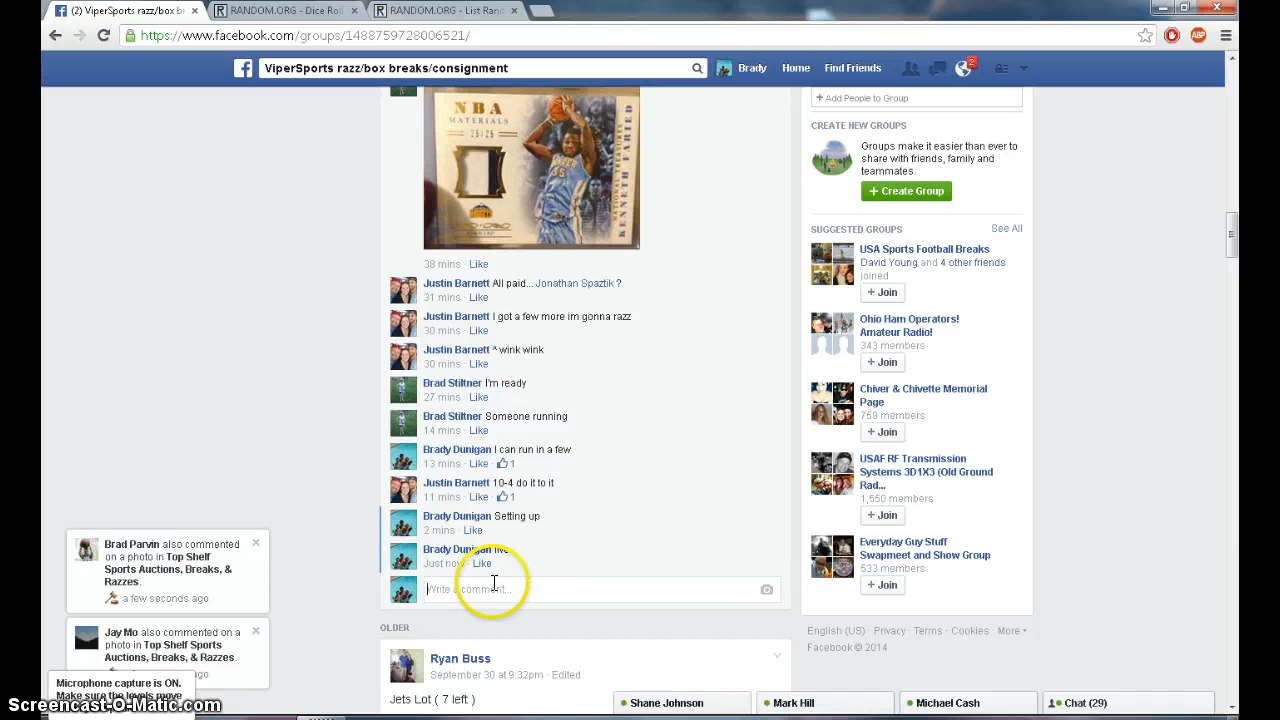 (2) ViperSports razz/box br
RANDOM.ORG - Dice Roll
RANDOM.ORG - List Rand
https://www.facebook.com/groups/1488759728006521/
ABP
ViperSports razz/box breaks/consignment
Brady
Home
Find Friends
2
NBA
MATERIALS
25/25
NATIONAL TREASURES
KENNETH FARIED
38 mins · Like
Justin Barnett All paid... Jonathan Spaztik ?
31 mins · Like
Justin Barnett I got a few more im gonna razz
30 mins · Like
Justin Barnett ^ wink wink
30 mins · Like
Brad Stiltner I'm ready
27 mins · Like
Brad Stiltner Someone running
14 mins · Like
Brady Dunigan I can run in a few
13 mins · Like · 1
Justin Barnett 10-4 do it to it
11 mins · Like · 1
Brady Dunigan Setting up
2 mins · Like
Brady Dunigan live
Just now · Like
Write a comment...
OLDER
Ryan Buss
September 30 at 9:32pm · Edited
Jets Lot ( 7 left )
+ Add People to Group
CREATE NEW GROUPS
Groups make it easier than ever to
share with friends, family and
teammates.
+ Create Group
SUGGESTED GROUPS
See All
USA Sports Football Breaks
David Young and 4 other friends
joined
+ Join
Ohio Ham Operators!
Amateur Radio!
343 members
+ Join
Chiver & Chivette Memorial
Page
759 members
+ Join
USAF RF Transmission
Systems 3D1X3 (Old Ground
Rad...
1,550 members
+ Join
Everyday Guy Stuff
Swapmeet and Show Group
533 members
+ Join
English (US) · Privacy · Terms · Cookies · More
Facebook © 2014
Brad Parvin also commented
on a photo in Top Shelf
Sports Auctions, Breaks, &
Razzes.
a few seconds ago
Jay Mo also commented on a
photo in Top Shelf Sports
Auctions, Breaks, & Razzes.
ago
Microphone capture is ON.
Make sure the levels move
Screencast-O-Matic.com
Shane Johnson
Mark Hill
Michael Cash
Chat (29)